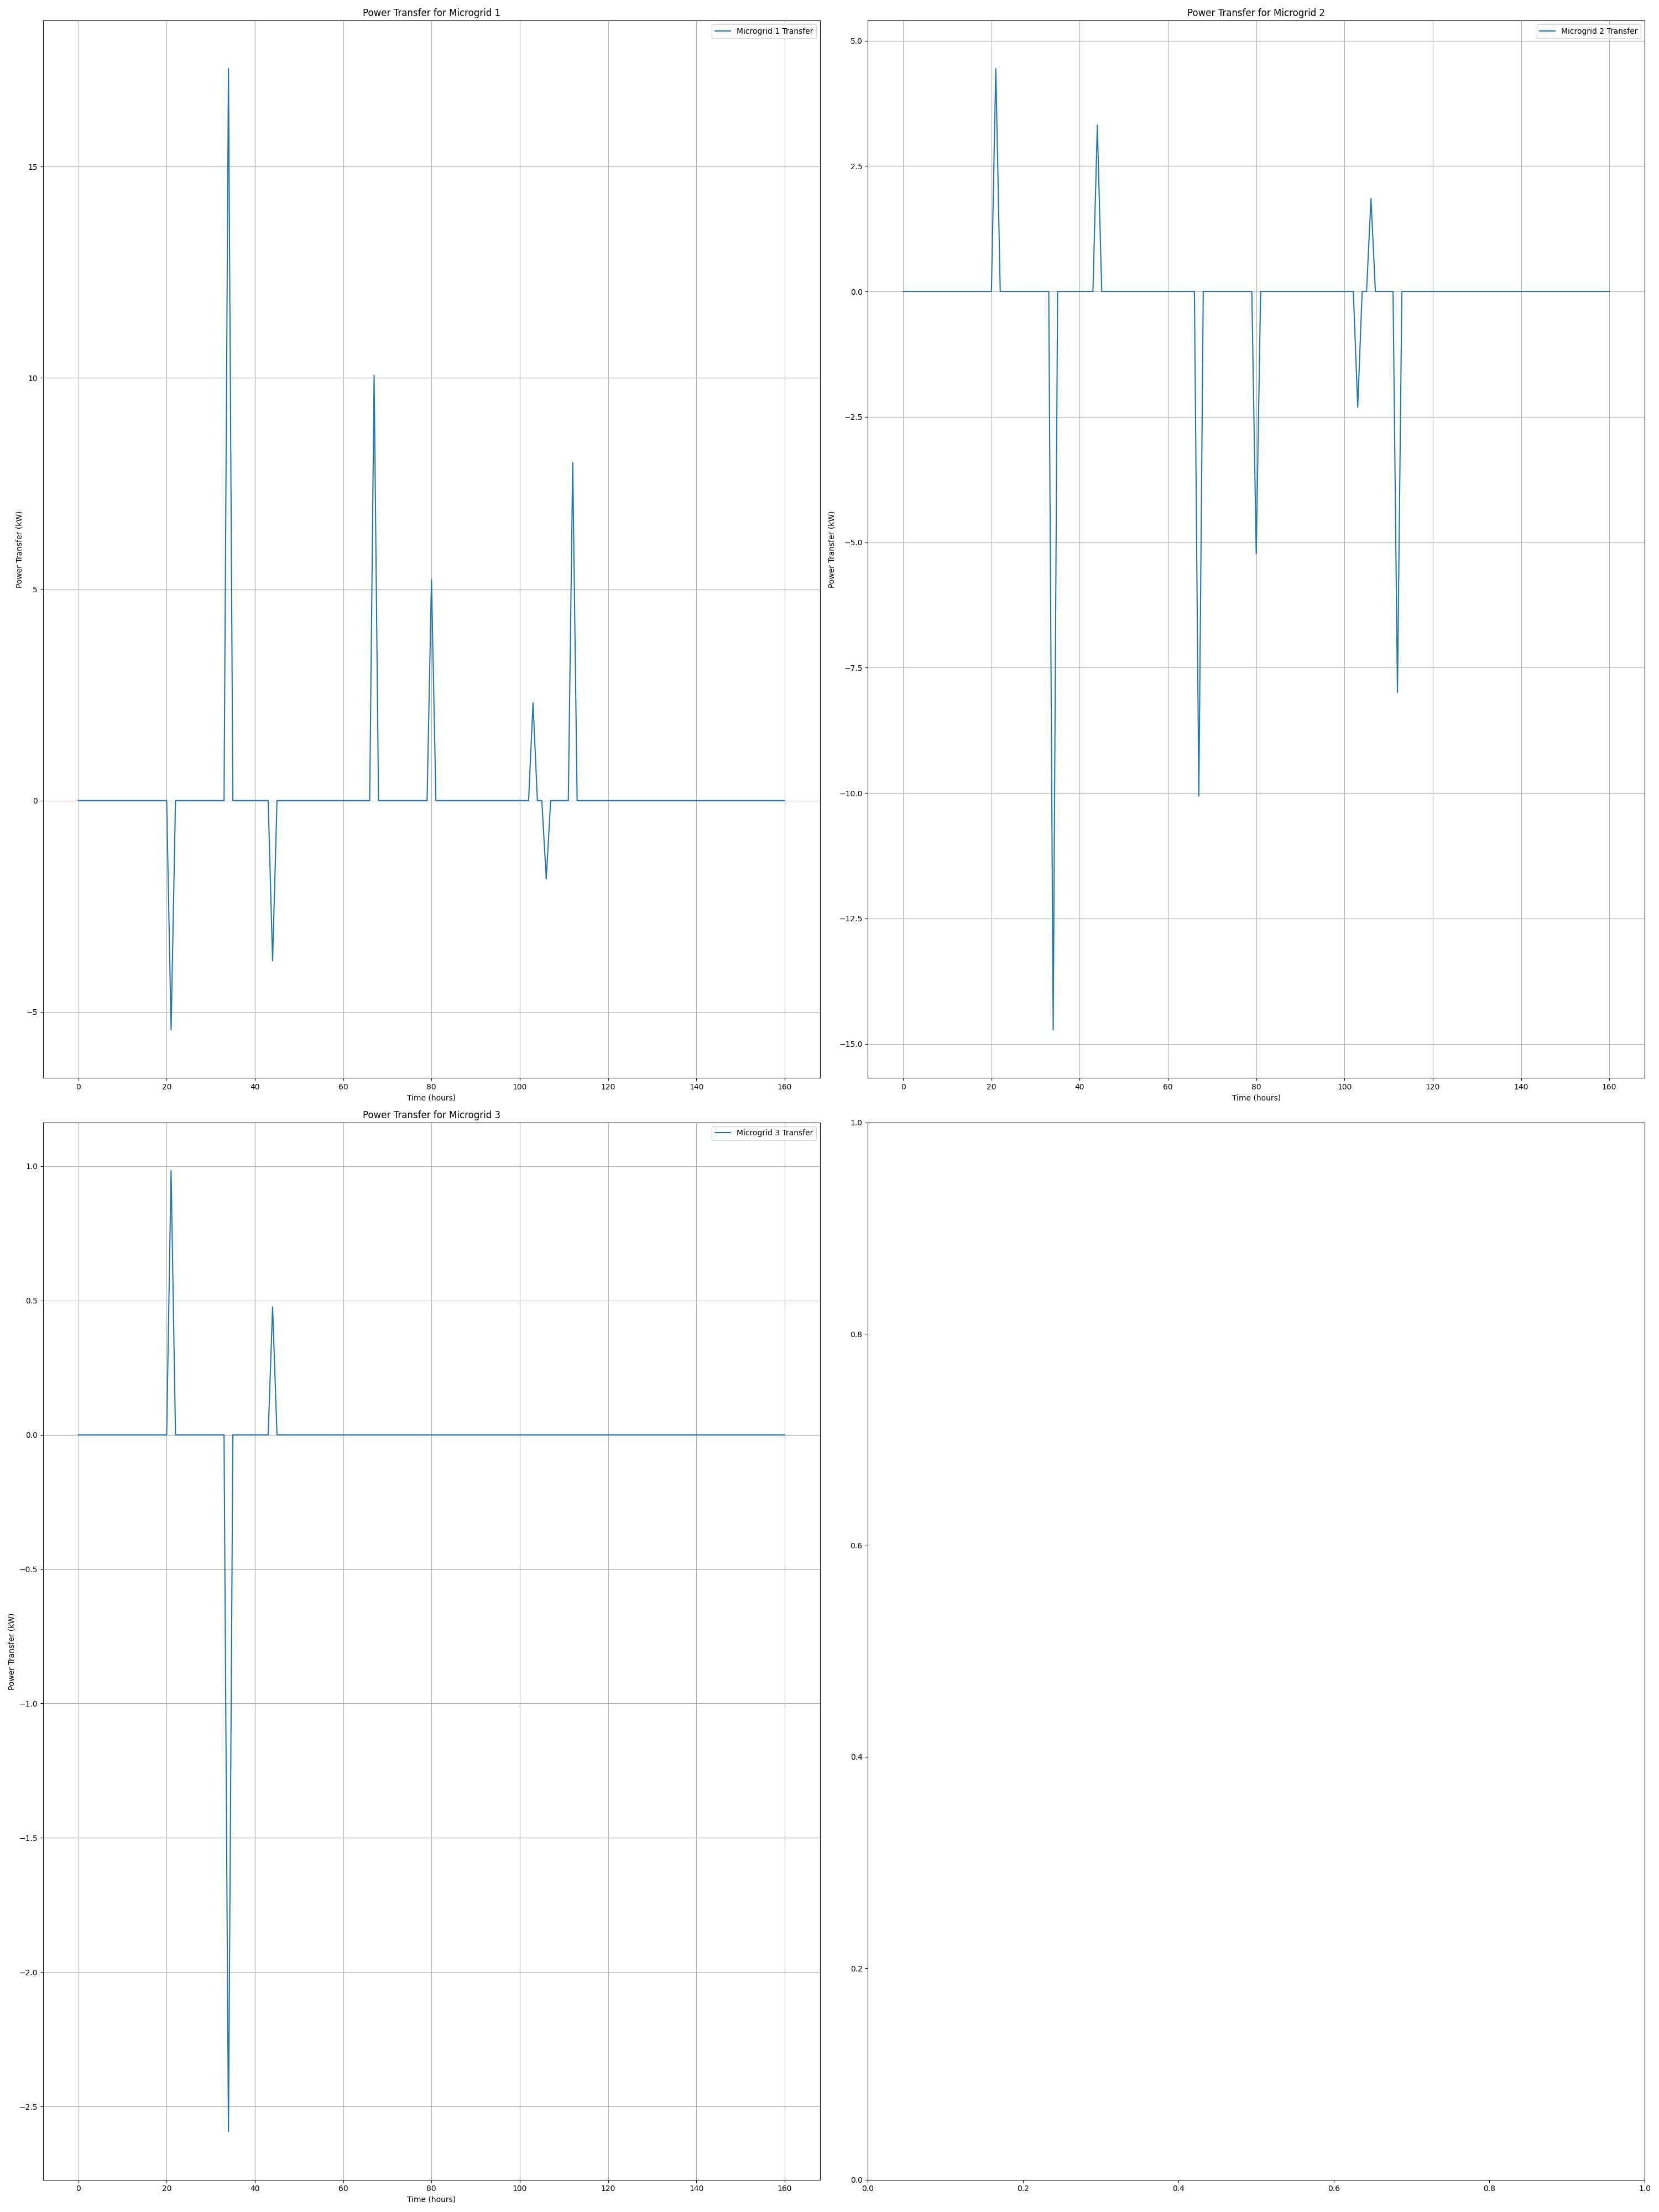 Power Transfer for Microgrid 1
Microgrid 1 Transfer
15
10
5
0
−5
Power Transfer (kW)
0 20 40 60 80 100 120 140 160
Time (hours)
Power Transfer for Microgrid 2
Microgrid 2 Transfer
5.0
2.5
0.0
−2.5
−5.0
−7.5
−10.0
−12.5
−15.0
Power Transfer (kW)
0 20 40 60 80 100 120 140 160
Time (hours)
Power Transfer for Microgrid 3
Microgrid 3 Transfer
1.0
0.5
0.0
−0.5
−1.0
−1.5
−2.0
−2.5
Power Transfer (kW)
0 20 40 60 80 100 120 140 160
Time (hours)
1.0
0.8
0.6
0.4
0.2
0.0
0.0 0.2 0.4 0.6 0.8 1.0